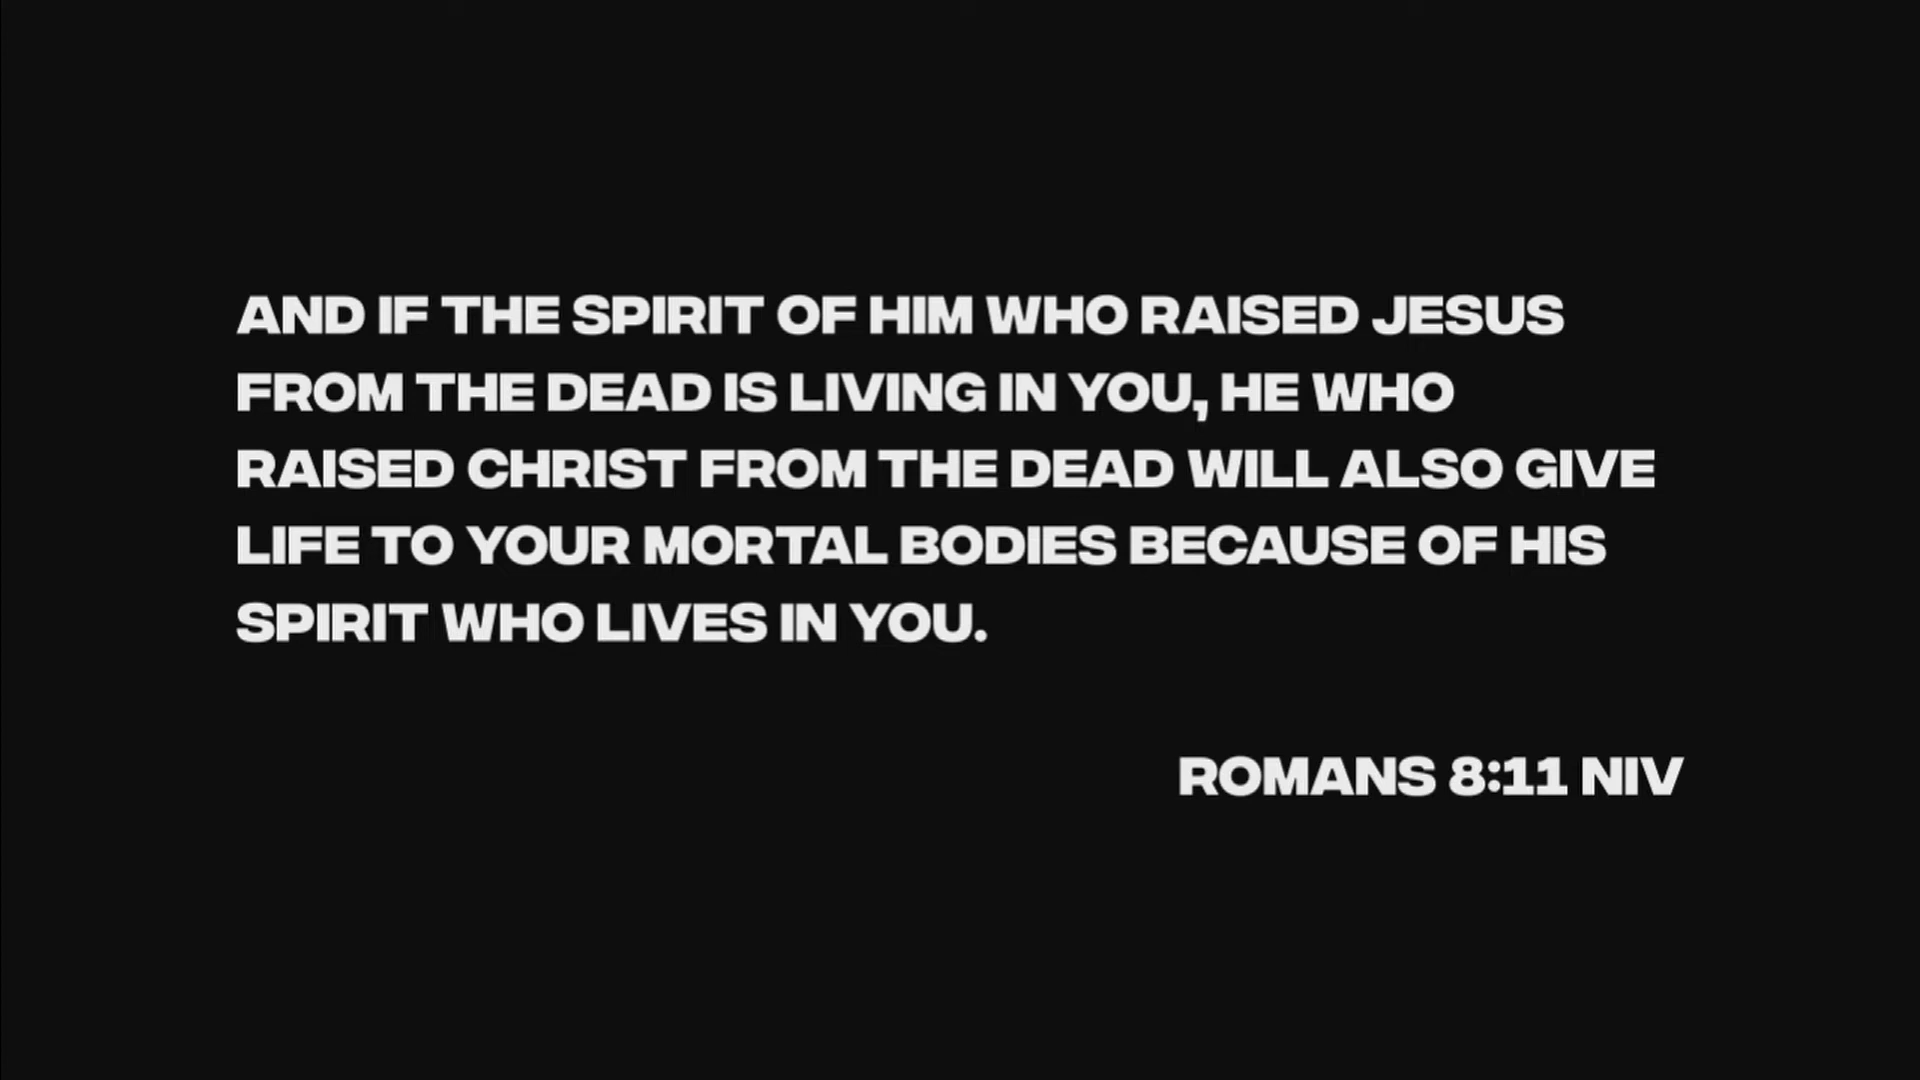 AND IF THE SPIRIT OF HIM WHO RAISED JESUS
FROM THE DEAD IS LIVING IN YOU, HE WHO
RAISED CHRIST FROM THE DEAD WILL ALSO GIVE
LIFE TO YOUR MORTAL BODIES BECAUSE OF HIS
SPIRIT WHO LIVES IN YOU.
ROMANS 8:11 NIV